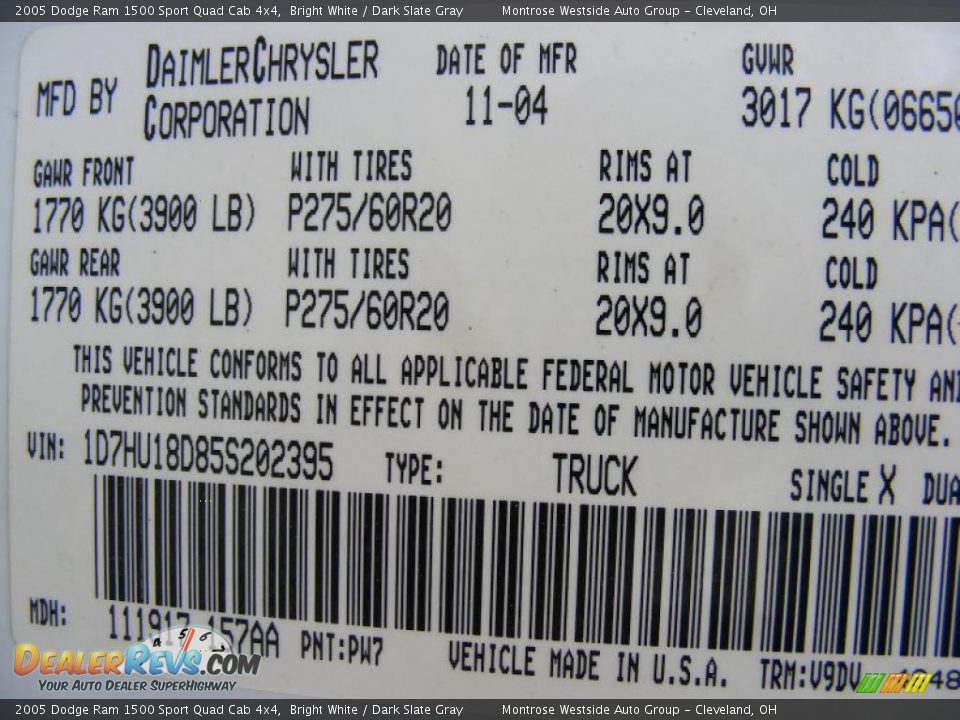 2005 Dodge Ram 1500 Sport Quad Cab 4x4, Bright White / Dark Slate Gray Montrose Westside Auto Group - Cleveland, OH
MFD BY DAIMLERCHRYSLER CORPORATION DATE OF MFR 11-04 GVWR 3017 KG(0665
GAWR FRONT WITH TIRES RIMS AT COLD
1770 KG(3900 LB) P275/60R20 20X9.0 240 KPA(
GAWR REAR WITH TIRES RIMS AT COLD
1770 KG(3900 LB) P275/60R20 20X9.0 240 KPA(
THIS VEHICLE CONFORMS TO ALL APPLICABLE FEDERAL MOTOR VEHICLE SAFETY AND
PREVENTION STANDARDS IN EFFECT ON THE DATE OF MANUFACTURE SHOWN ABOVE.
VIN: 1D7HU18D85S202395 TYPE: TRUCK SINGLE X DUA
MDH: 111917 157AA PNT:PW7 VEHICLE MADE IN U.S.A. TRM:V9DV
4 5 6
DEALERREVS.COM
YOUR AUTO DEALER SUPERHIGHWAY
2005 Dodge Ram 1500 Sport Quad Cab 4x4, Bright White / Dark Slate Gray Montrose Westside Auto Group - Cleveland, OH